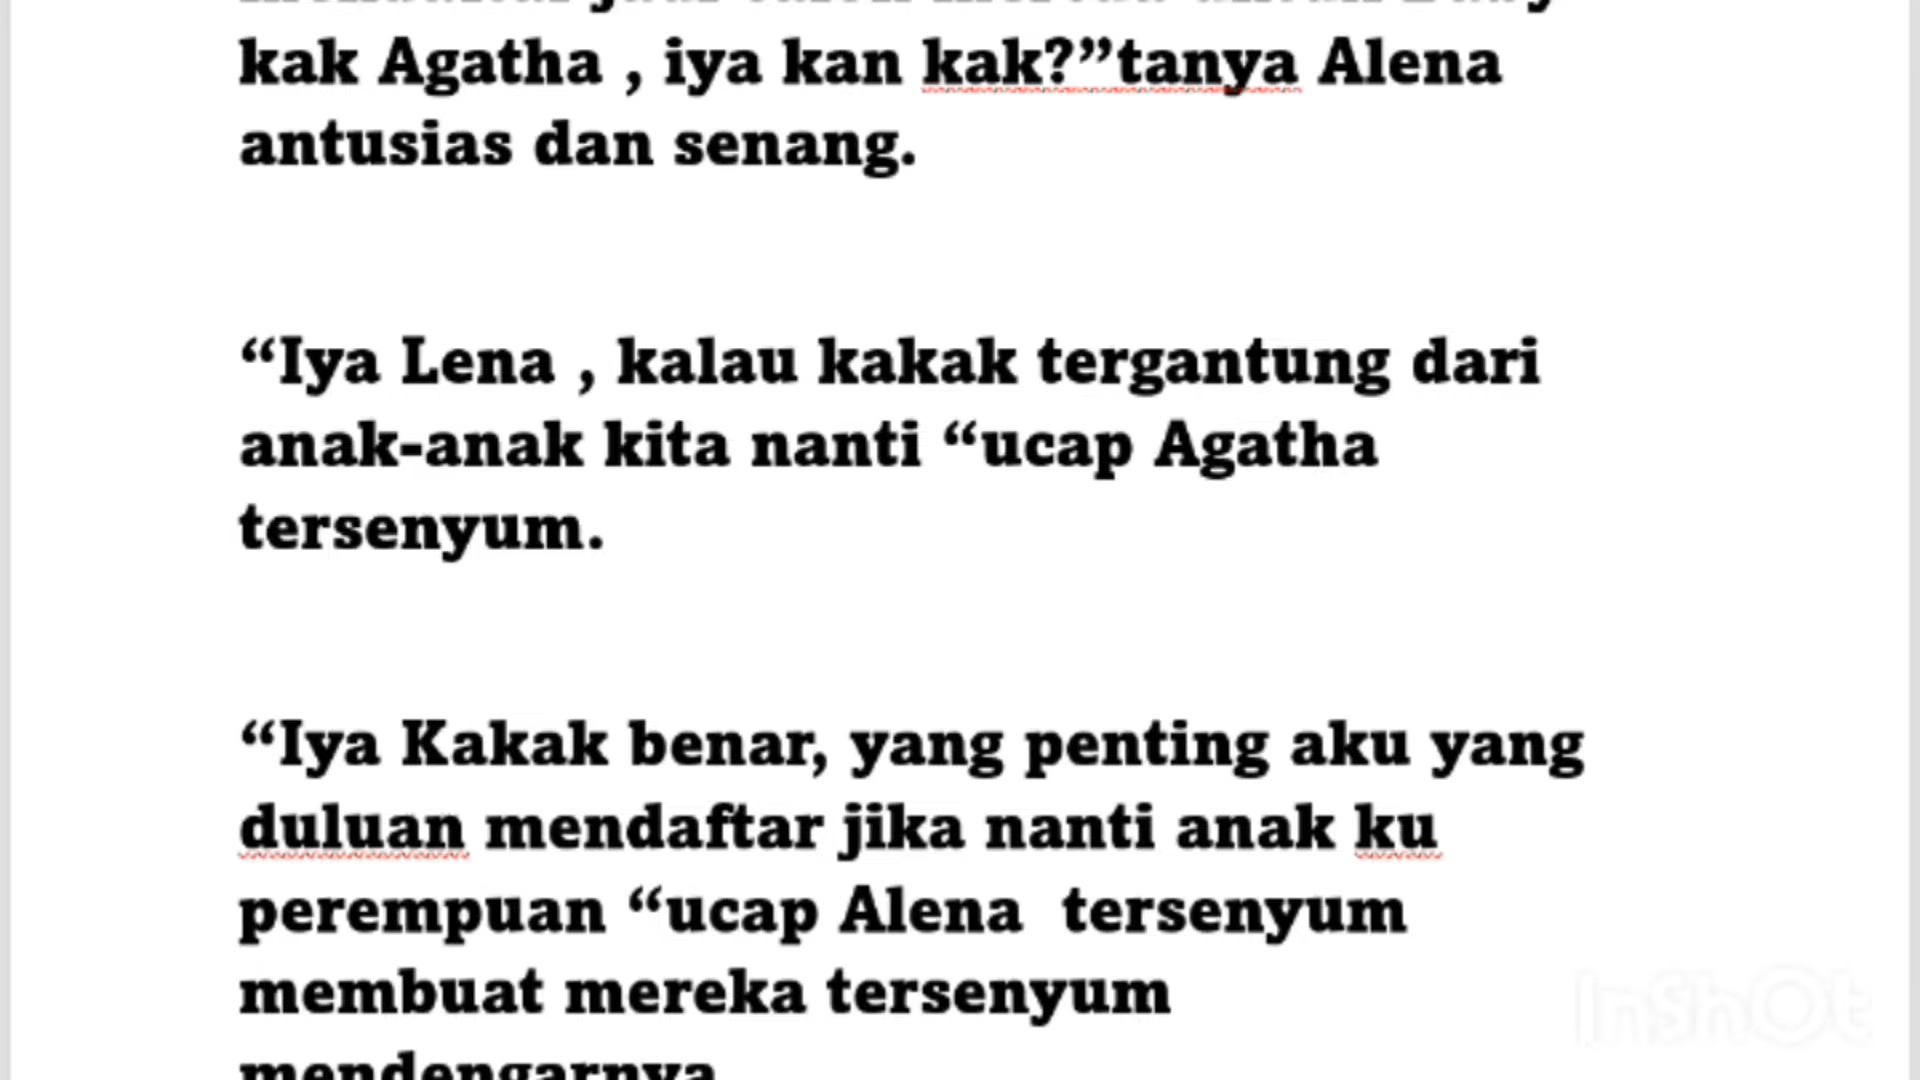 kak Agatha , iya kan kak?”tanya Alena
antusias dan senang.
“Iya Lena , kalau kakak tergantung dari
anak-anak kita nanti “ucap Agatha
tersenyum.
“Iya Kakak benar, yang penting aku yang
duluan mendaftar jika nanti anak ku
perempuan “ucap Alena  tersenyum
membuat mereka tersenyum
mendengarnya
InShOt